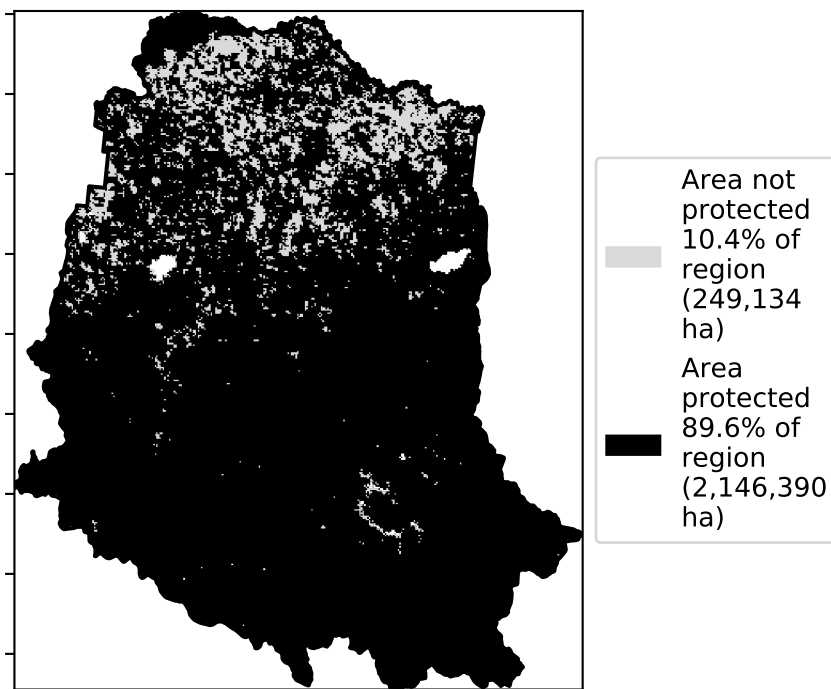 Area not
protected
10.4% of
region
(249,134
ha)
Area
protected
89.6% of
region
(2,146,390
ha)